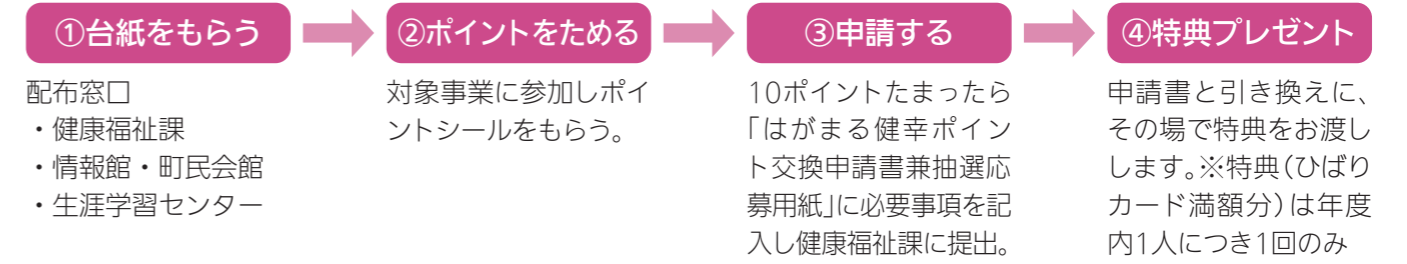 ①台紙をもらう
配布窓口
・健康福祉課
・情報館・町民会館
・生涯学習センター
②ポイントをためる
対象事業に参加しポイ
ントシールをもらう。
③申請する
10ポイントたまったら
「はがまる健幸ポイン
ト交換申請書兼抽選応
募用紙」に必要事項を記
入し健康福祉課に提出。
④特典プレゼント
申請書と引き換えに、
その場で特典をお渡し
します。※特典（ひばり
カード満額分）は年度
内1人につき1回のみ